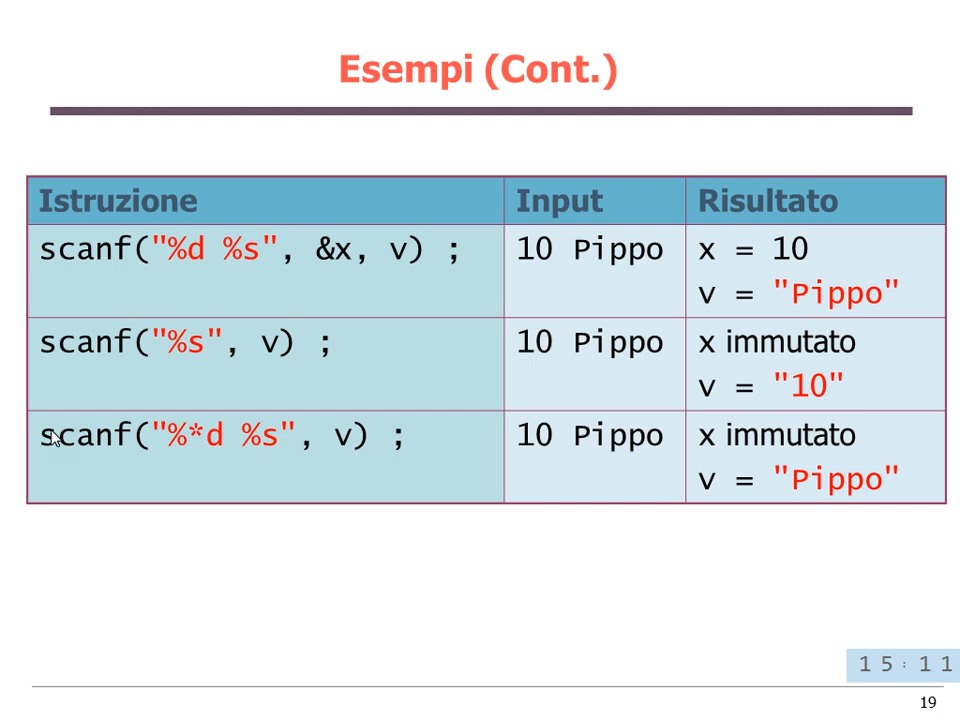 Esempi (Cont.)
Istruzione Input Risultato
scanf("%d %s", &x, v) ; 10 Pippo x = 10
v = "Pippo"
scanf("%s", v) ; 10 Pippo x immutato
v = "10"
scanf("%*d %s", v) ; 10 Pippo x immutato
v = "Pippo"
15:11
19